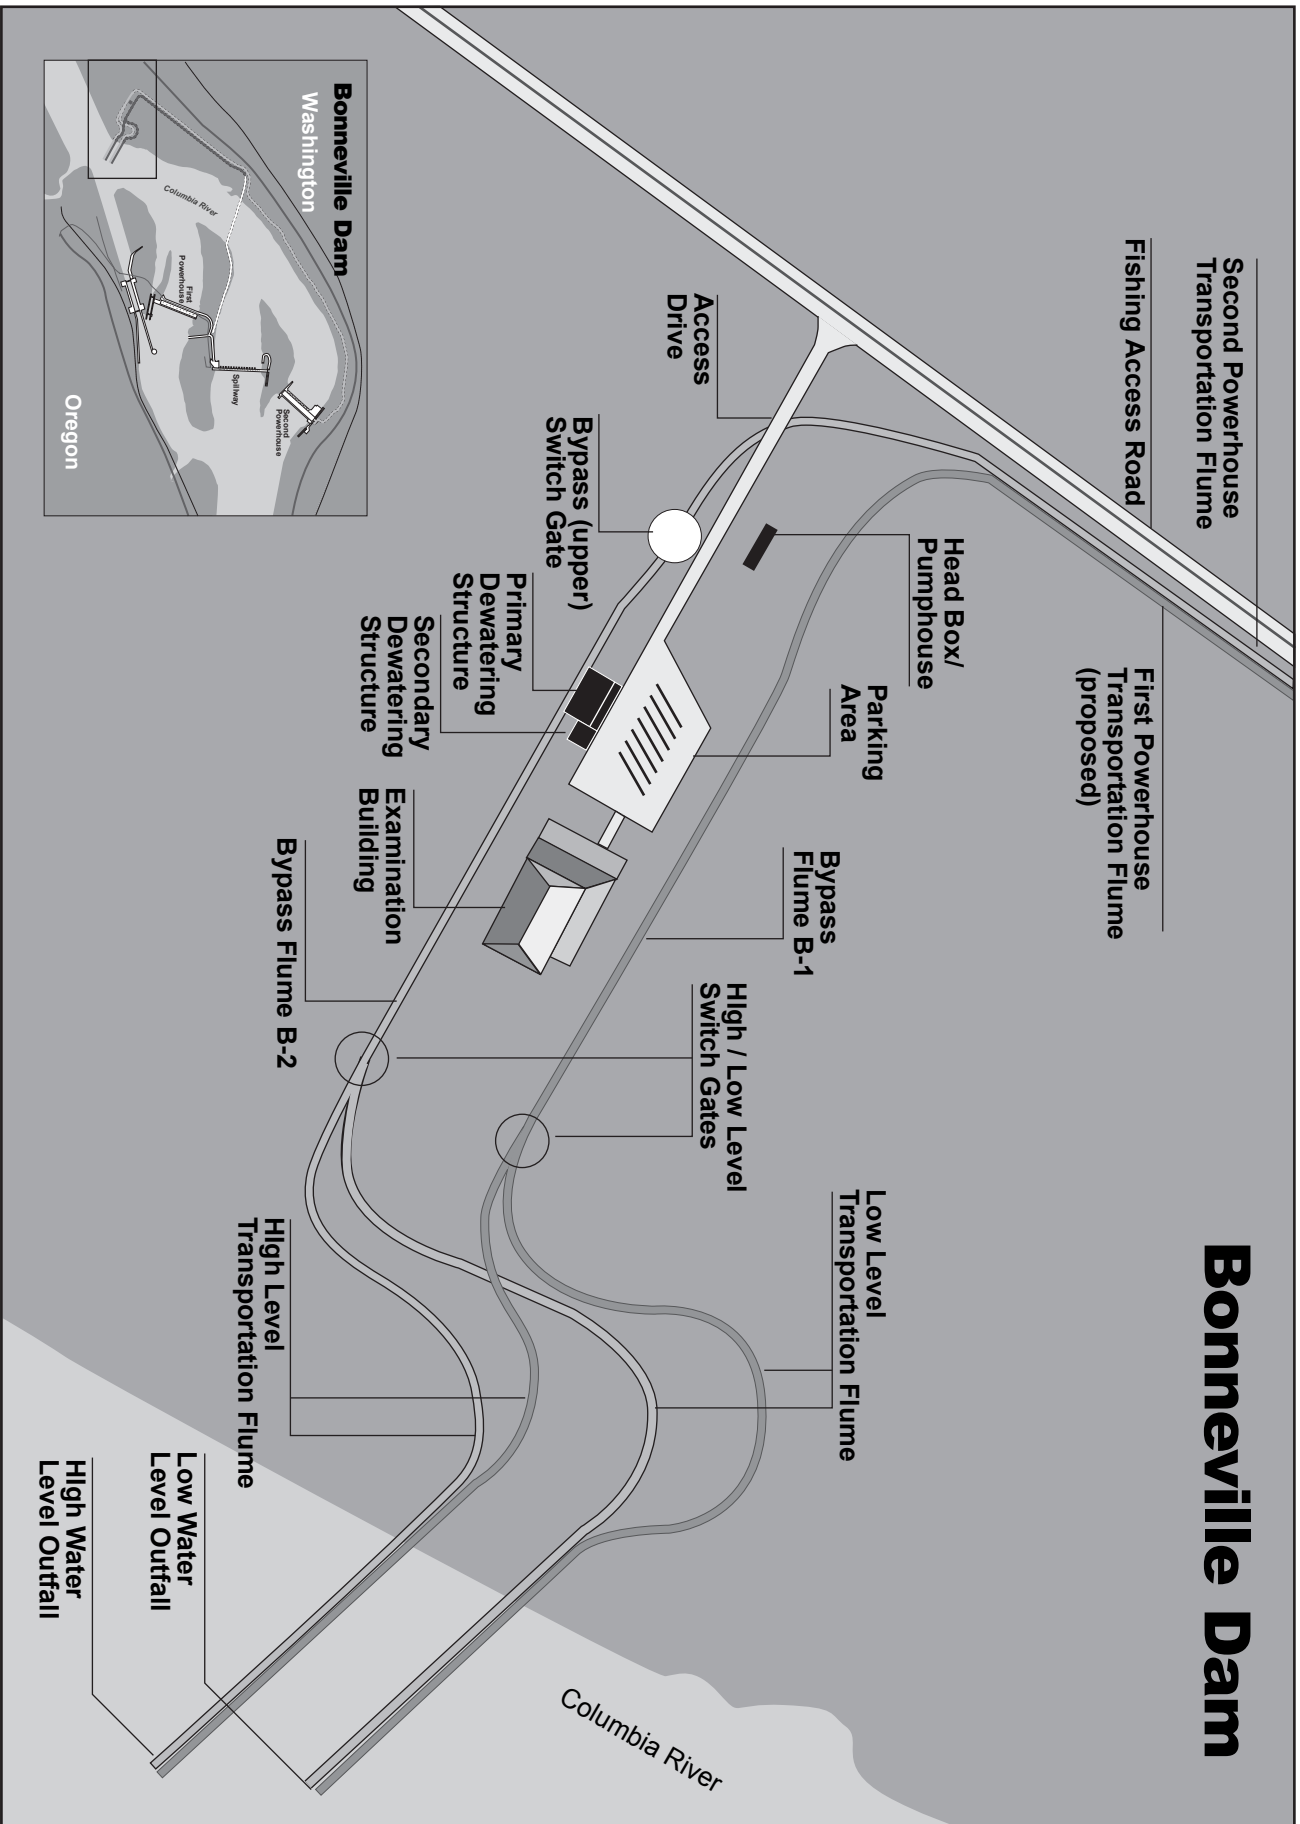 Bonneville Dam
Second Powerhouse
Transportation Flume
Fishing Access Road
First Powerhouse
Transportation Flume
(proposed)
Head Box/
Pumphouse
Parking
Area
Bypass
Flume B-1
HIgh / Low Level
Switch Gates
Low Level
Transportation Flume
Access
Drive
Bypass (upper)
Switch Gate
Primary
Dewatering
Structure
Secondary
Dewatering
Structure
Examination
Building
Bypass Flume B-2
HIgh Level
Transportation Flume
Low Water
Level Outfall
HIgh Water
Level Outfall
Columbia River
Bonneville Dam
Washington
Columbia River
First
Powerhouse
Spillway
Second
Powerhouse
Oregon